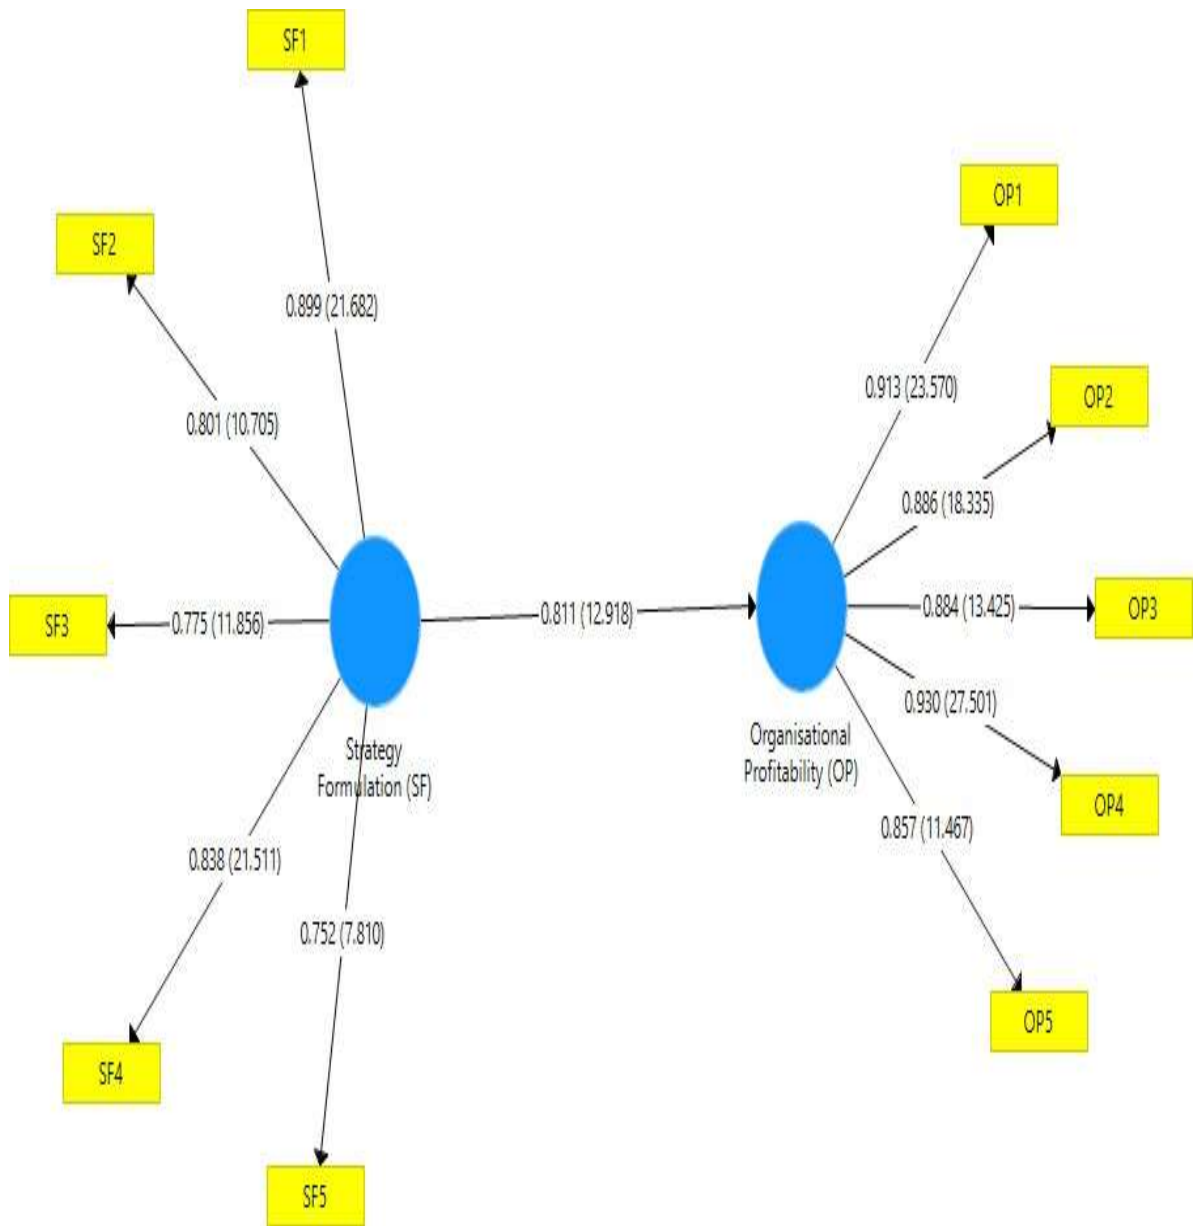 SF1
OP1
SF2
0.899 (21.682)
0.913 (23.570)
OP2
0.801 (10.705)
0.886 (18.335)
SF3
0.775 (11.856)
0.811 (12.918)
0.884 (13.425)
OP3
0.930 (27.501)
Strategy
Formulation (SF)
Organisational
Profitability (OP)
OP4
0.838 (21.511)
0.857 (11.467)
0.752 (7.810)
OP5
SF4
SF5